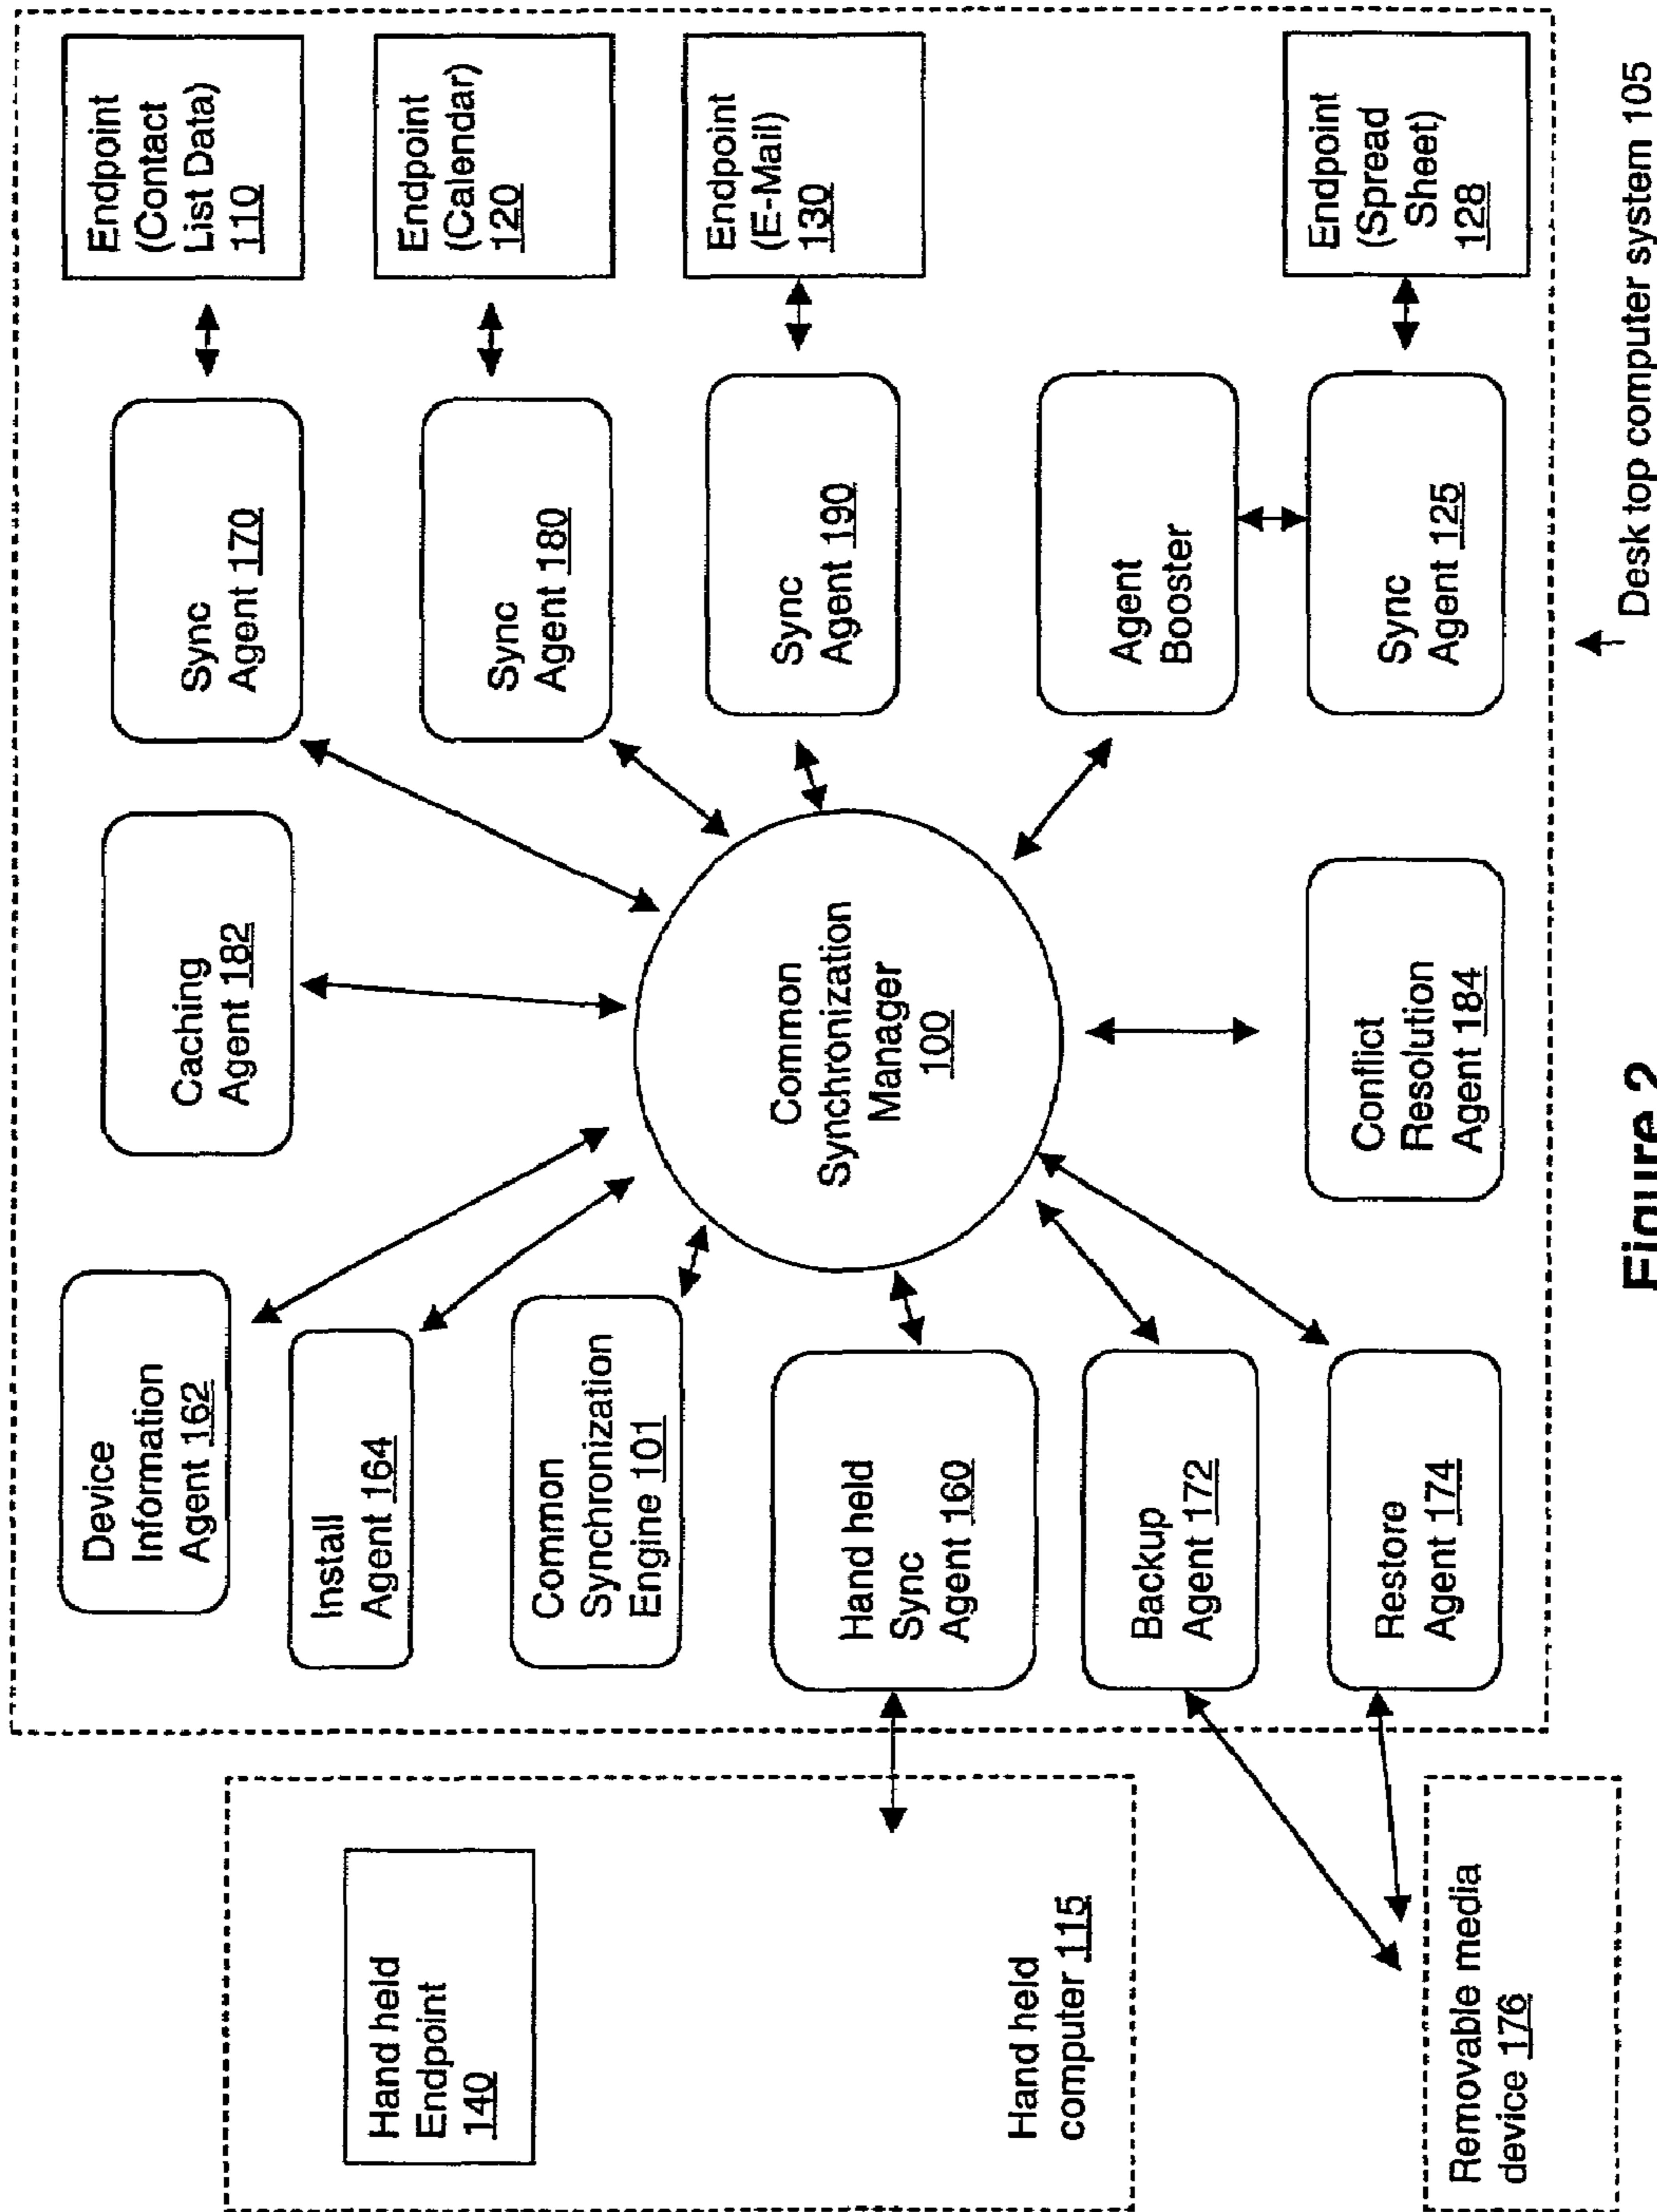 Hand held
Endpoint
140
Hand held
computer 115
Removable media
device 176
Device
Information
Agent 162
Install
Agent 164
Common
Synchronization
Engine 101
Hand held
Sync
Agent 160
Backup
Agent 172
Restore
Agent 174
Caching
Agent 182
Common
Synchronization
Manager
100
Conflict
Resolution
Agent 184
Sync
Agent 170
Sync
Agent 180
Sync
Agent 190
Agent
Booster
Sync
Agent 125
Endpoint
(Contact
List Data)
110
Endpoint
(Calendar)
120
Endpoint
(E-Mail)
130
Endpoint
(Spread
Sheet)
128
Desk top computer system 105
Figure 2